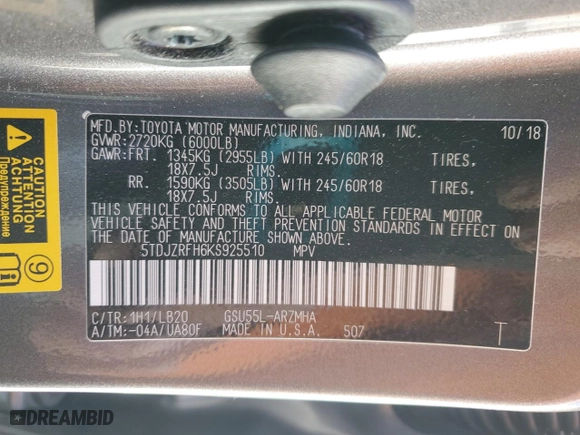 MFD.BY:TOYOTA MOTOR MANUFACTURING, INDIANA, INC. 10/18
GVWR:2720KG (6000LB)
GAWR:FRT. 1345KG (2955LB) WITH 245/60R18 TIRES,
18X7.5J RIMS.
RR. 1590KG (3505LB) WITH 245/60R18 TIRES,
18X7.5J RIMS.
THIS VEHICLE CONFORMS TO ALL APPLICABLE FEDERAL MOTOR
VEHICLE SAFETY AND THEFT PREVENTION STANDARDS IN EFFECT ON
THE DATE OF MANUFACTURE SHOWN ABOVE.
5TDJZRFH6KS925510 MPV
C/TR:1H1/LB20 GSU55L-ARZMHA
A/TM:-04A/UA80F MADE IN U.S.A. 507 T
CAUTION
ATTENTION
ACHTUNG
Предупреждение
9
DREAMBID